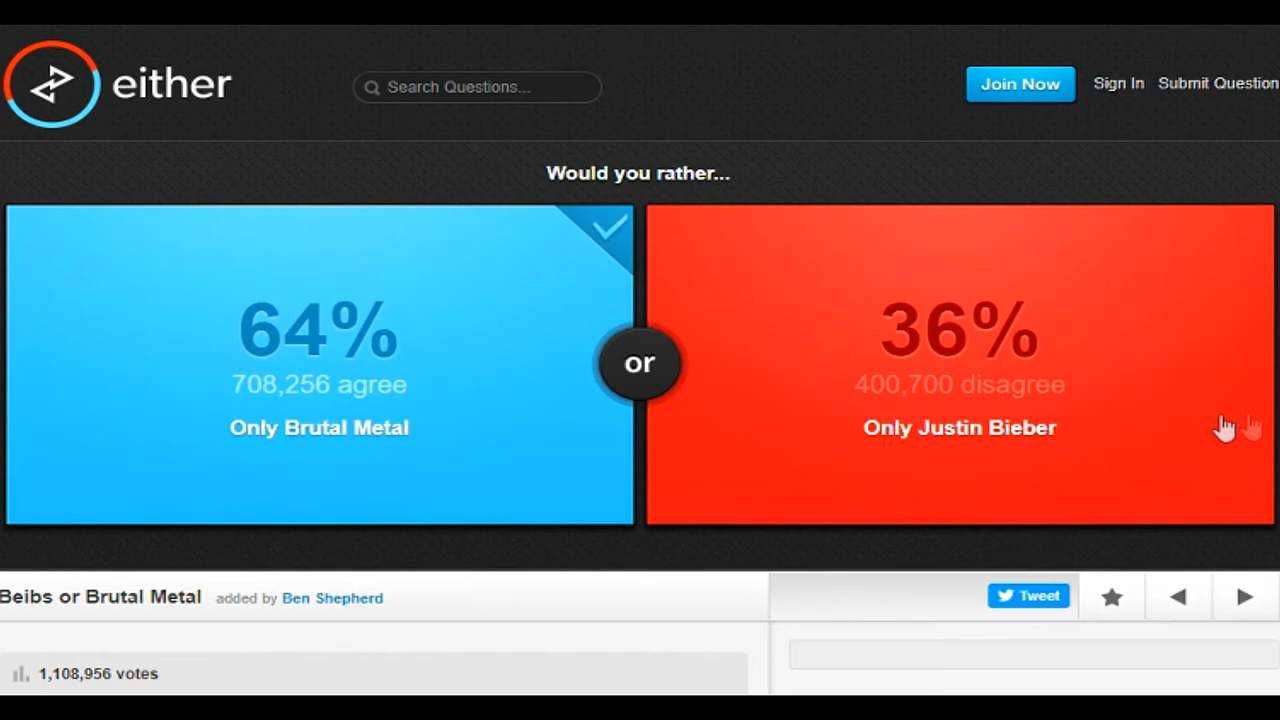 either
Search Questions...
Join Now
Sign In
Submit Question
Would you rather...
64%
708,256 agree
Only Brutal Metal
or
36%
400,700 disagree
Only Justin Bieber
Beibs or Brutal Metal added by Ben Shepherd
Tweet
1,108,956 votes